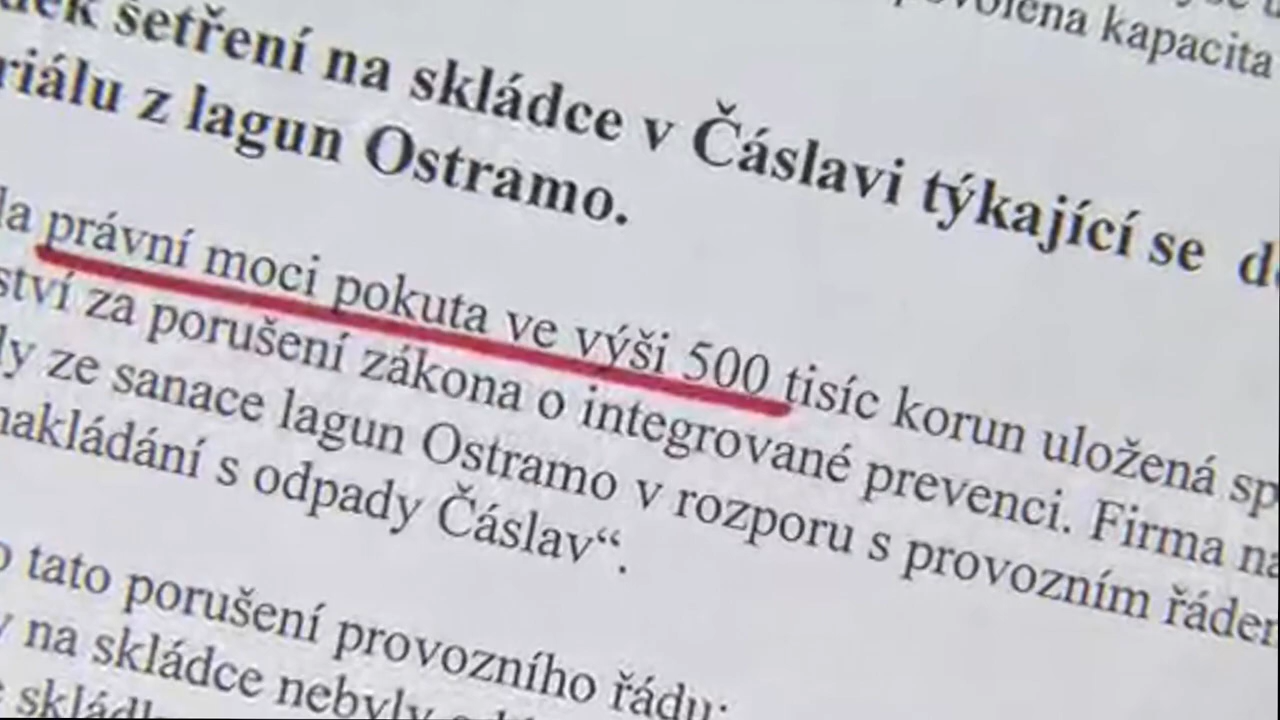 povolena kapacita
šetření na skládce v Čáslavi týkající se
z lagun Ostramo.
právní moci pokuta ve výši 500 tisíc korun uložená
za porušení zákona o integrované prevenci. Firma
ze sanace lagun Ostramo v rozporu s provozním
nakládání s odpady Čáslav“.
tato porušení provozního řádu:
na skládce nebyly